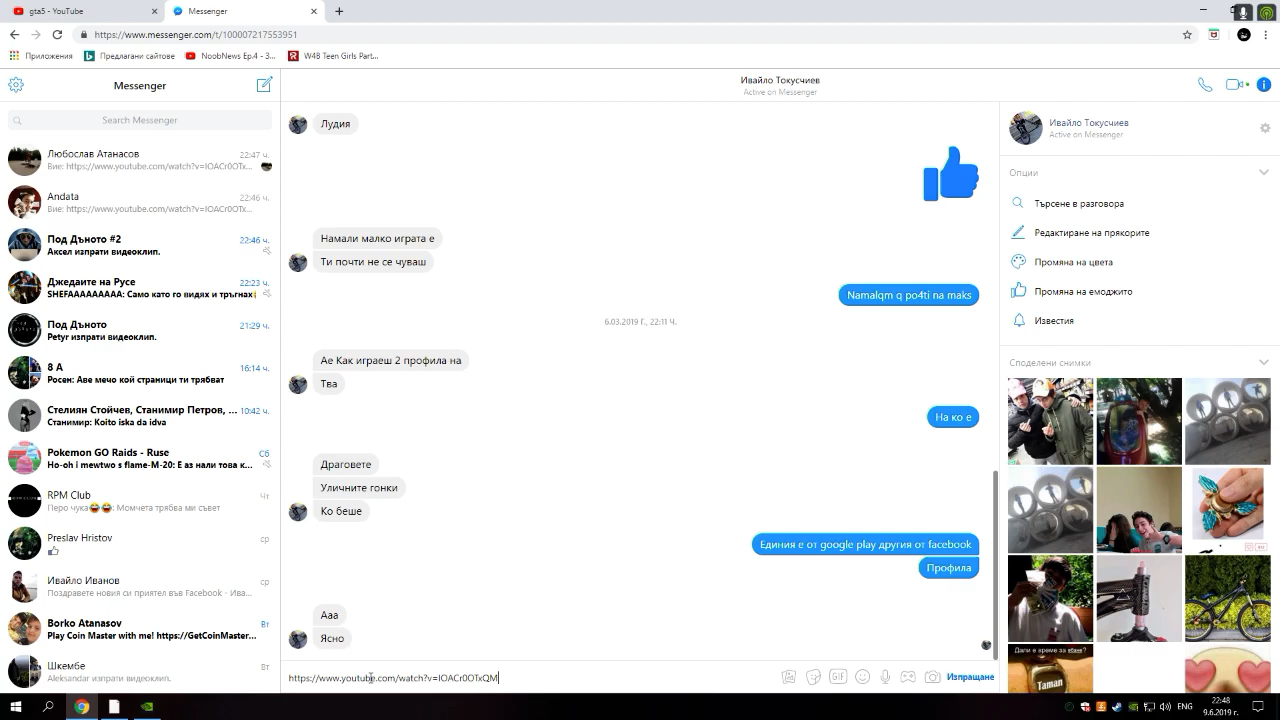 gta5 - YouTube
Messenger
https://www.messenger.com/t/100007217553951
Приложения
Предлагани сайтове
NoobNews Ep.4 - 3...
W48 Teen Girls Part...
Messenger
Search Messenger
Любослав Атанасов
22:47 ч.
Вие: https://www.youtube.com/watch?v=IOACr0OTx...
Andata
22:46 ч.
Вие: https://www.youtube.com/watch?v=IOACr0OTx...
Под Дъното #2
22:46 ч.
Аксел изпрати видеоклип.
Джедаите на Русе
22:23 ч.
SHEFAAAAAAAAA: Само като го видях и тръгнах
Под Дъното
21:29 ч.
Petyr изпрати видеоклип.
8 А
16:14 ч.
Росен: Аве мечо кой страници ти трябват
Стелиян Стойчев, Станимир Петров, ...
10:42 ч.
Станимир: Koito iska da idva
Pokemon GO Raids - Ruse
Сб
Ho-oh i mewtwo s flame-M-20: Е аз нали това к...
RPM Club
Чт
Перо чука😂😂: Момчета трябва ми съвет
Preslav Hristov
ср
Ивайло Иванов
ср
Поздравете новия си приятел във Facebook - Ива...
Borko Atanasov
Вт
Play Coin Master with me! https://GetCoinMaster...
Шкембе
Вт
Aleksandar изпрати видеоклип.
Ивайло Токусчиев
Active on Messenger
Лудия
Намали малко играта е
Ти почти не се чуваш
Namalqm q po4ti na maks
6.03.2019 Г., 22:11 Ч.
Ае Как играеш 2 профила на
Тва
На ко е
Драговете
Уличните гонки
Ко беше
Единия е от google play другия от facebook
Профила
Ааа
Ясно
https://www.youtube.com/watch?v=IOACr0OTxQM
GIF
Изпращане
Ивайло Токусчиев
Active on Messenger
Опции
Търсене в разговора
Редактиране на прякорите
Промяна на цвета
Промяна на емоджито
Известия
Споделени снимки
Дали е време за ебане?
Taman
ENG
22:48
9.6.2019 г.